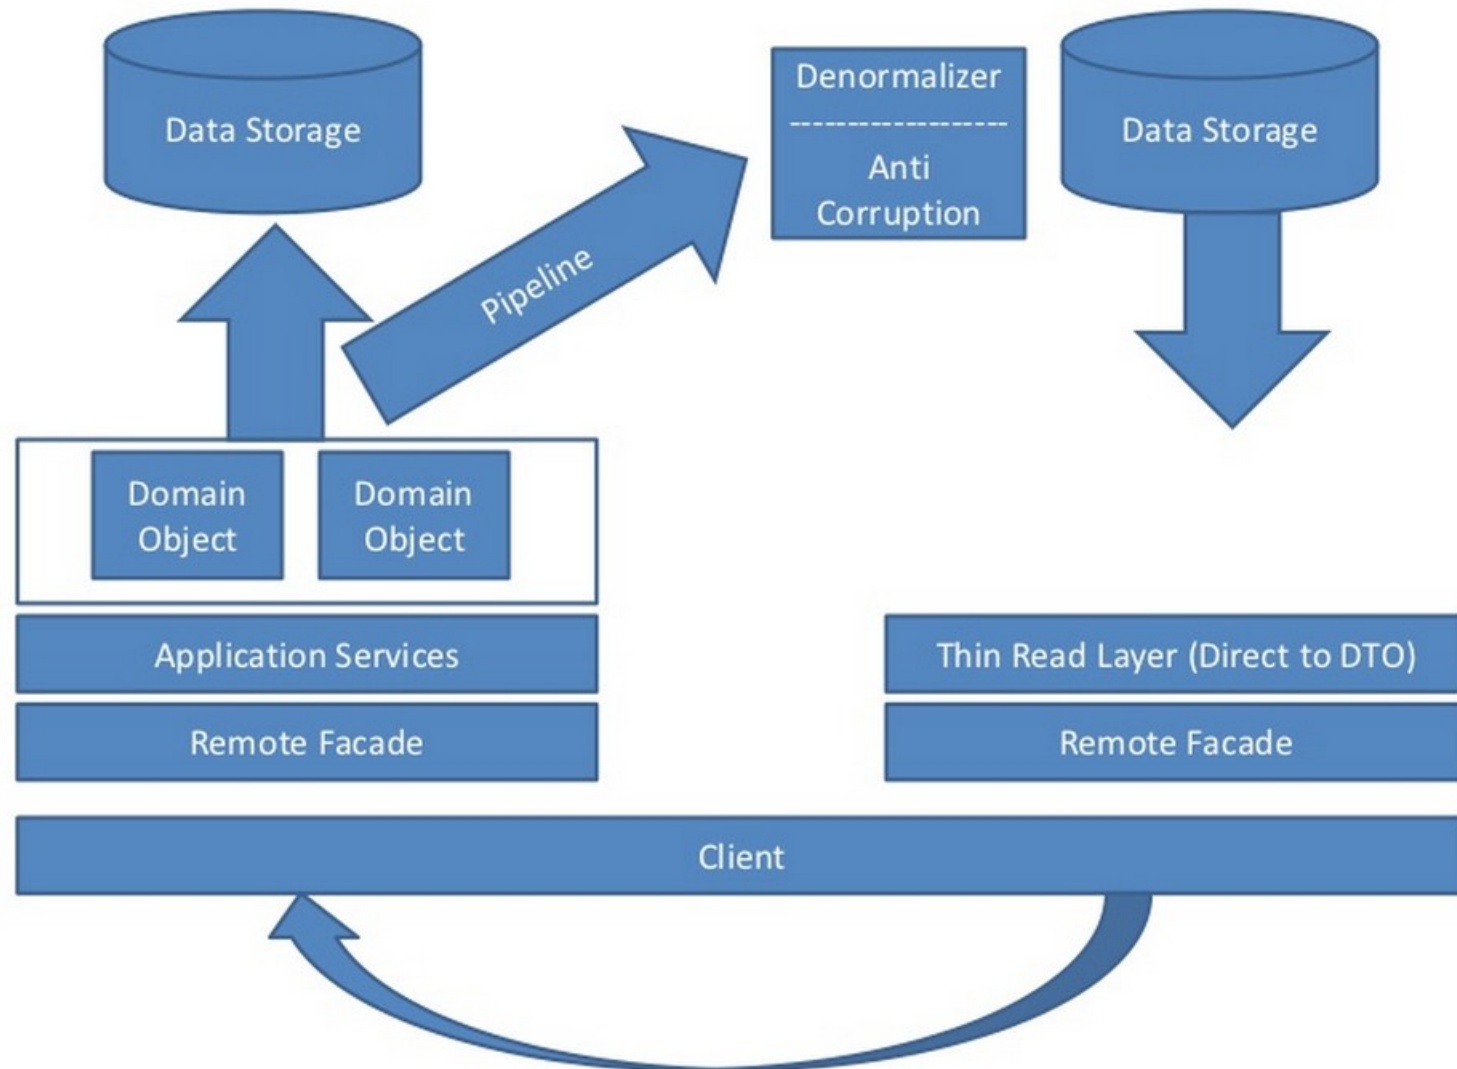 Data Storage
Denormalizer
-------------------
Anti
Corruption
Data Storage
Pipeline
Domain
Object
Domain
Object
Application Services
Thin Read Layer (Direct to DTO)
Remote Facade
Remote Facade
Client